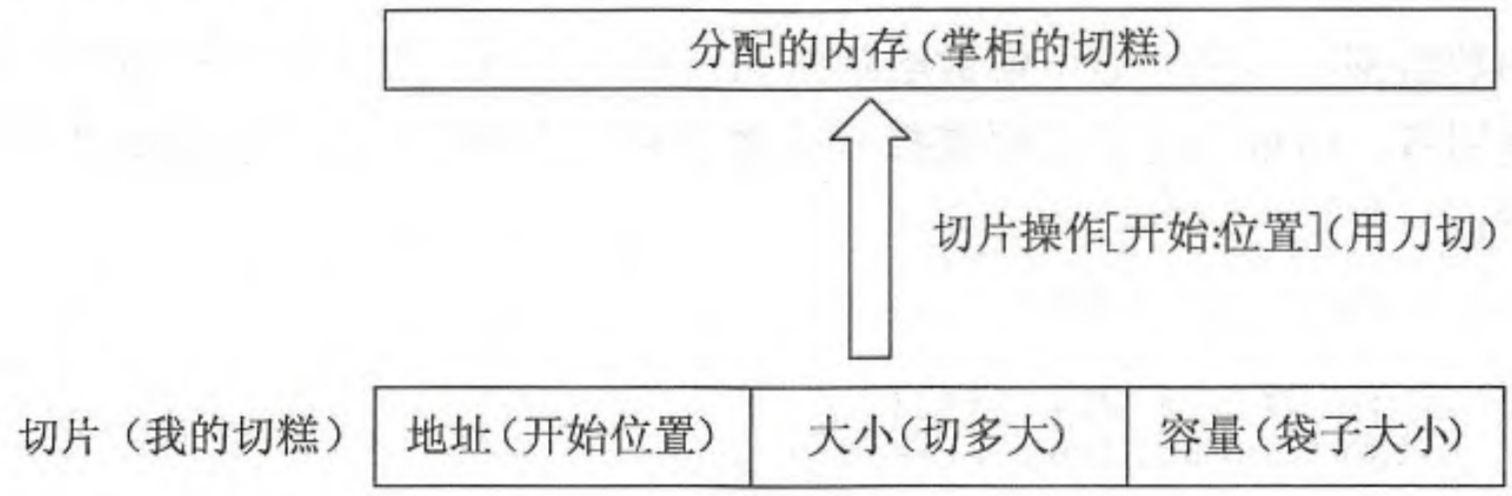 分配的内存(掌柜的切糕)
切片操作[开始:位置](用刀切)
切片（我的切糕） 地址(开始位置) 大小(切多大) 容量(袋子大小)